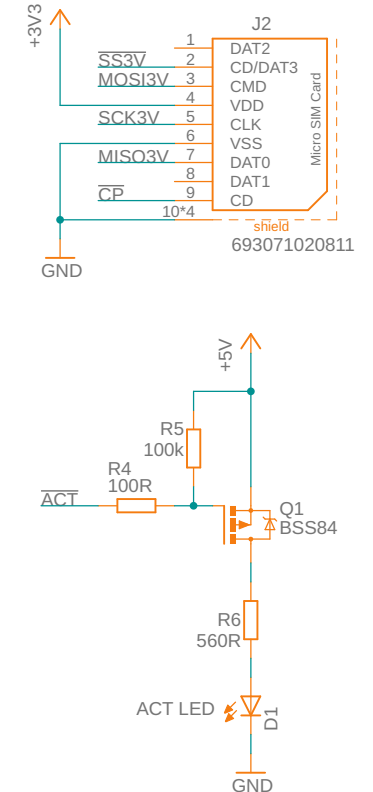 +3V3
J2
1 DAT2
SS3V 2 CD/DAT3
MOSI3V 3 CMD
4 VDD
SCK3V 5 CLK
6 VSS
MISO3V 7 DAT0
8 DAT1
CP 9 CD
10*4
Micro SIM Card
shield
693071020811
GND
+5V
R5
100k
R4
100R
ACT
Q1
BSS84
R6
560R
ACT LED
D1
GND